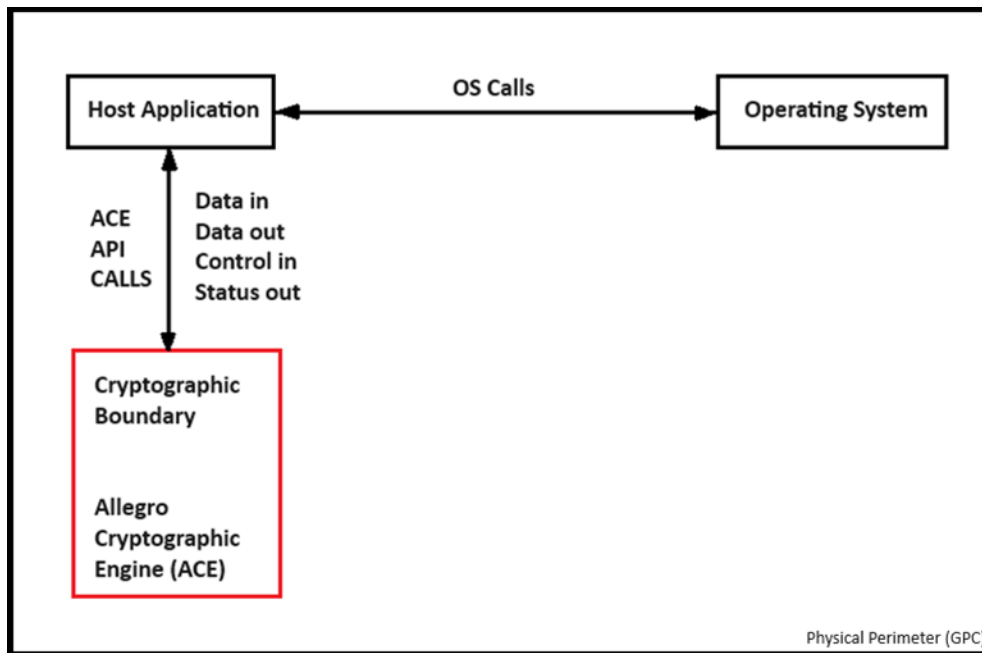 Host Application
OS Calls
Operating System
ACE
API
CALLS
Data in
Data out
Control in
Status out
Cryptographic
Boundary
Allegro
Cryptographic
Engine (ACE)
Physical Perimeter (GPC)